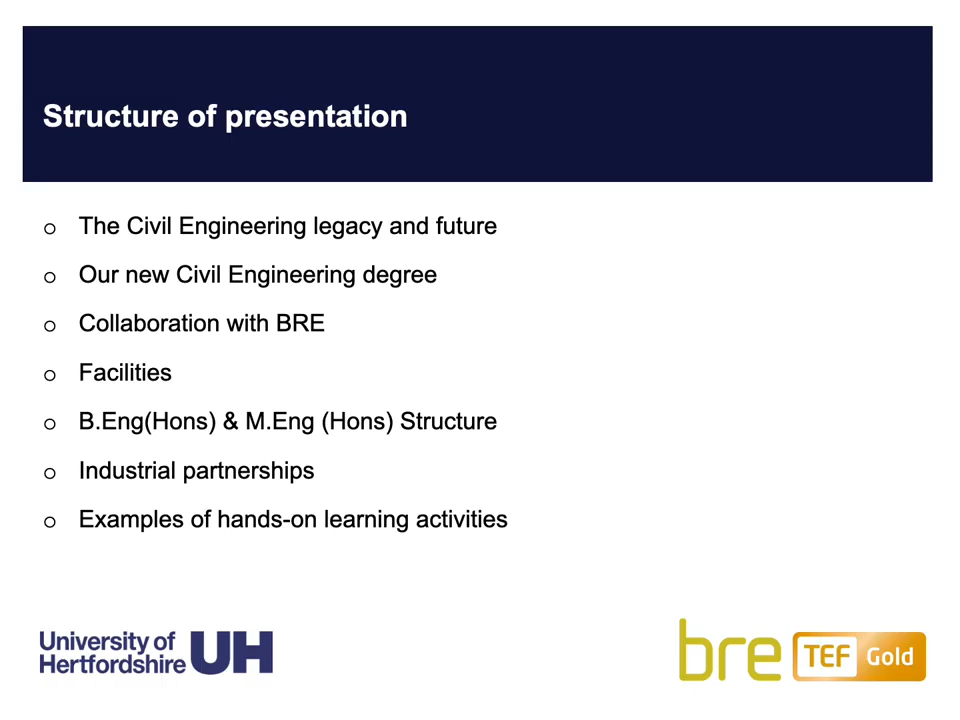 Structure of presentation
o The Civil Engineering legacy and future
o Our new Civil Engineering degree
o Collaboration with BRE
o Facilities
o B.Eng(Hons) & M.Eng (Hons) Structure
o Industrial partnerships
o Examples of hands-on learning activities
University of
Hertfordshire UH
bre TEF Gold